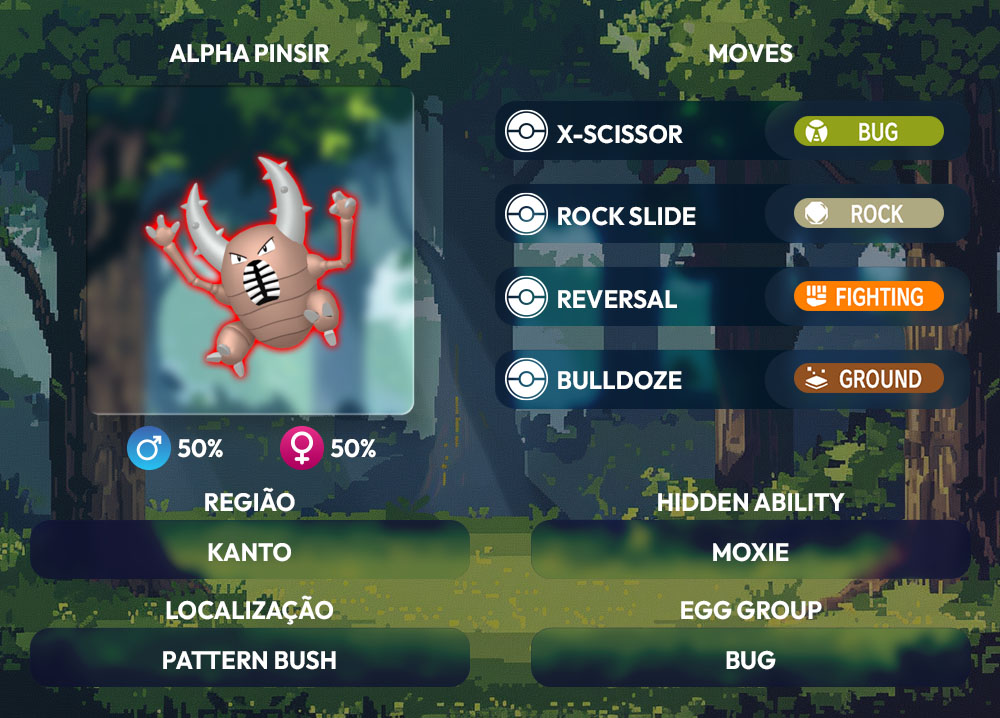 ALPHA PINSIR
50%
50%
REGIÃO
KANTO
LOCALIZAÇÃO
PATTERN BUSH
MOVES
X-SCISSOR
BUG
ROCK SLIDE
ROCK
REVERSAL
FIGHTING
BULLDOZE
GROUND
HIDDEN ABILITY
MOXIE
EGG GROUP
BUG